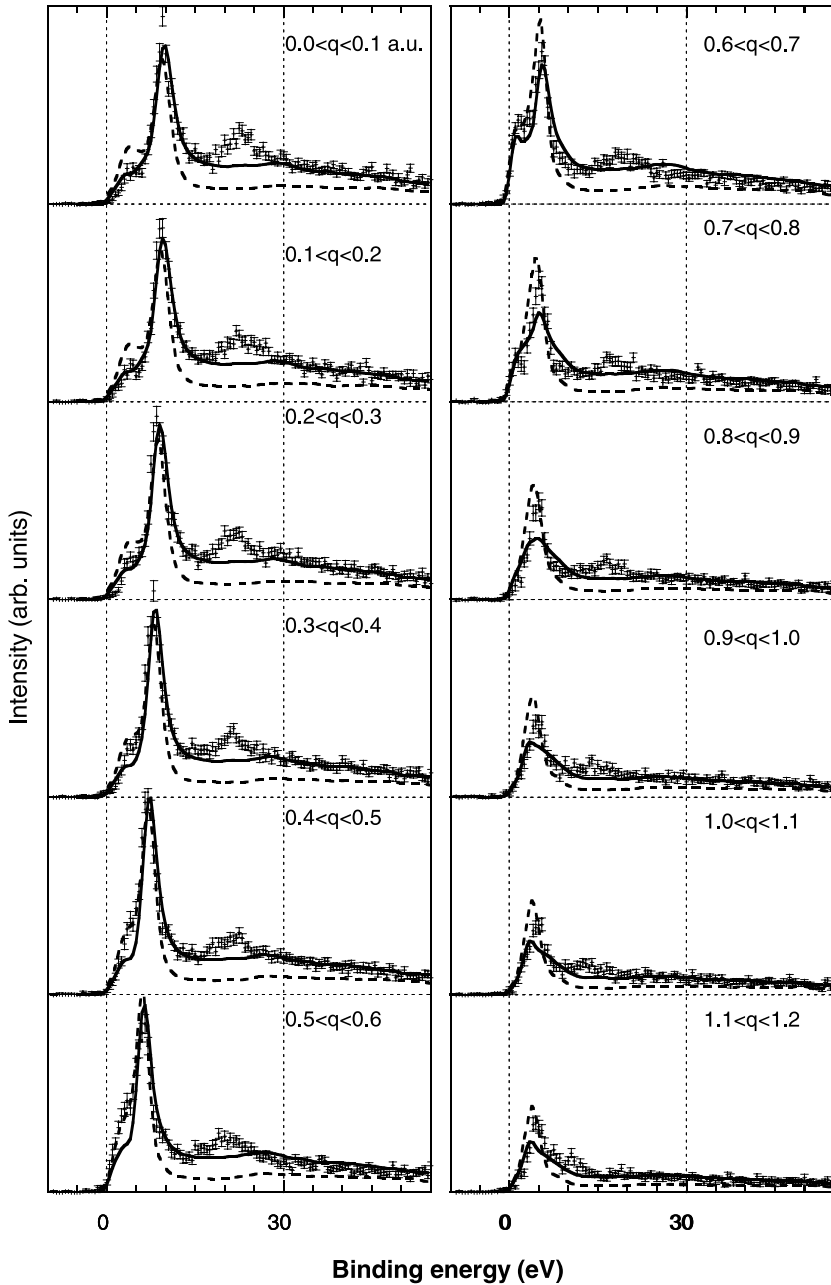 0.0<q<0.1 a.u.
0.1<q<0.2
0.2<q<0.3
0.3<q<0.4
0.4<q<0.5
0.5<q<0.6
0.6<q<0.7
0.7<q<0.8
0.8<q<0.9
0.9<q<1.0
1.0<q<1.1
1.1<q<1.2
Intensity (arb. units)
0 30 0 30
Binding energy (eV)